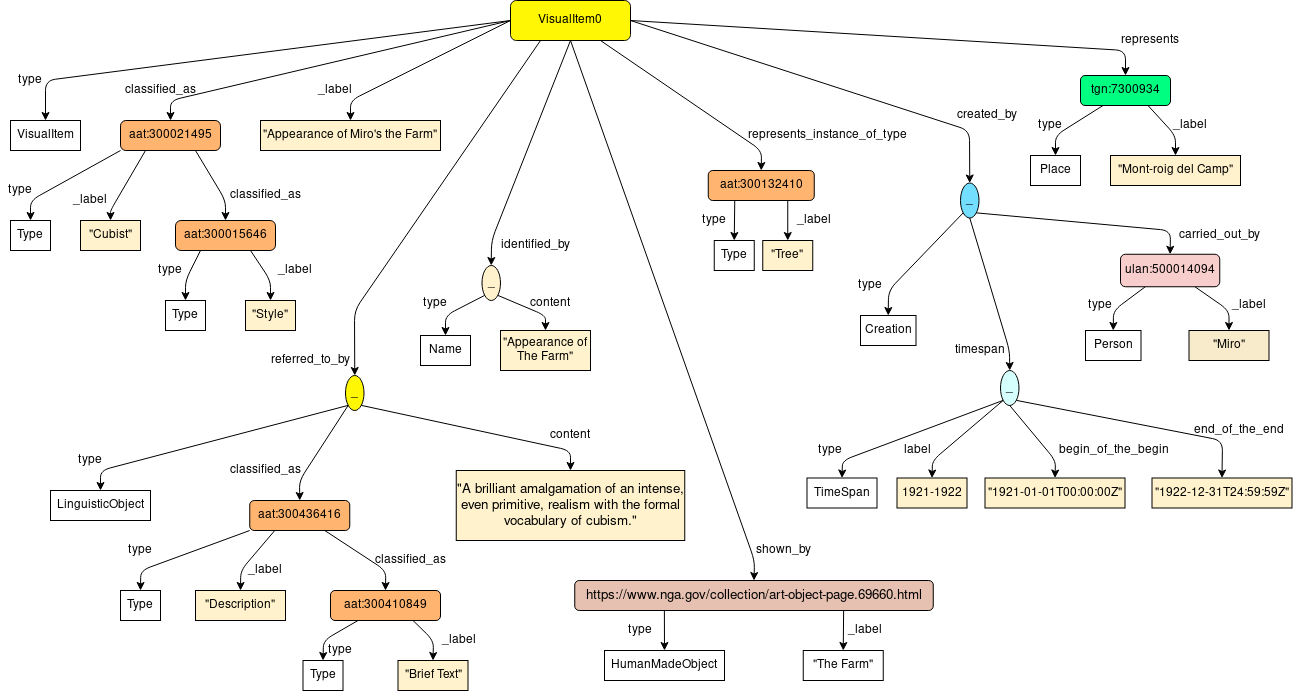 VisualItem0
represents
type
classified_as
_label
tgn:7300934
created_by
VisualItem
aat:300021495
"Appearance of Miro's the Farm"
represents_instance_of_type
type
_label
Place
"Mont-roig del Camp"
type
_label
classified_as
aat:300132410
_
type
_label
carried_out_by
Type
"Cubist"
aat:300015646
identified_by
Type
"Tree"
ulan:500014094
type
_label
_
type
type
_label
Type
"Style"
type
content
Creation
Person
"Miro"
Name
"Appearance of
The Farm"
referred_to_by
timespan
_
_
type
classified_as
content
type
label
begin_of_the_begin
end_of_the_end
LinguisticObject
"A brilliant amalgamation of an intense,
even primitive, realism with the formal
vocabulary of cubism."
TimeSpan
1921-1922
"1921-01-01T00:00:00Z"
"1922-12-31T24:59:59Z"
aat:300436416
type
_label
classified_as
shown_by
Type
"Description"
aat:300410849
https://www.nga.gov/collection/art-object-page.69660.html
type
_label
type
_label
Type
"Brief Text"
HumanMadeObject
"The Farm"